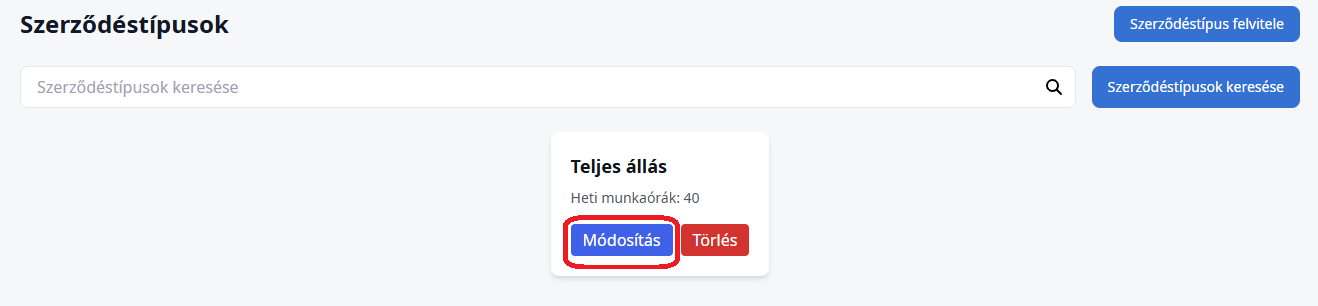 Szerződéstípusok
Szerződéstípus felvitele
Szerződéstípusok keresése
Szerződéstípusok keresése
Teljes állás
Heti munkaórák: 40
Módosítás
Törlés